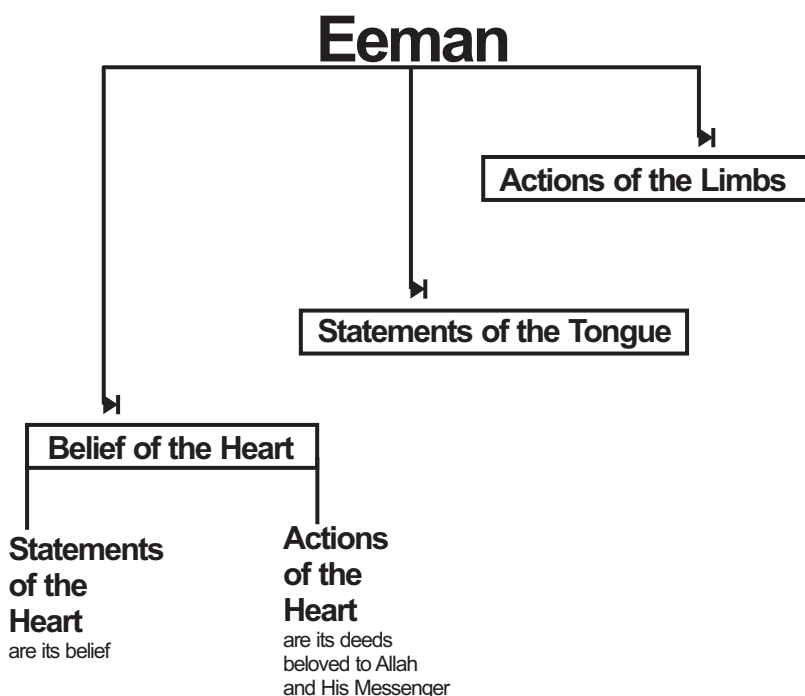 Eeman
Actions of the Limbs
Statements of the Tongue
Belief of the Heart
Statements
of the
Heart
are its belief
Actions
of the
Heart
are its deeds
beloved to Allah
and His Messenger